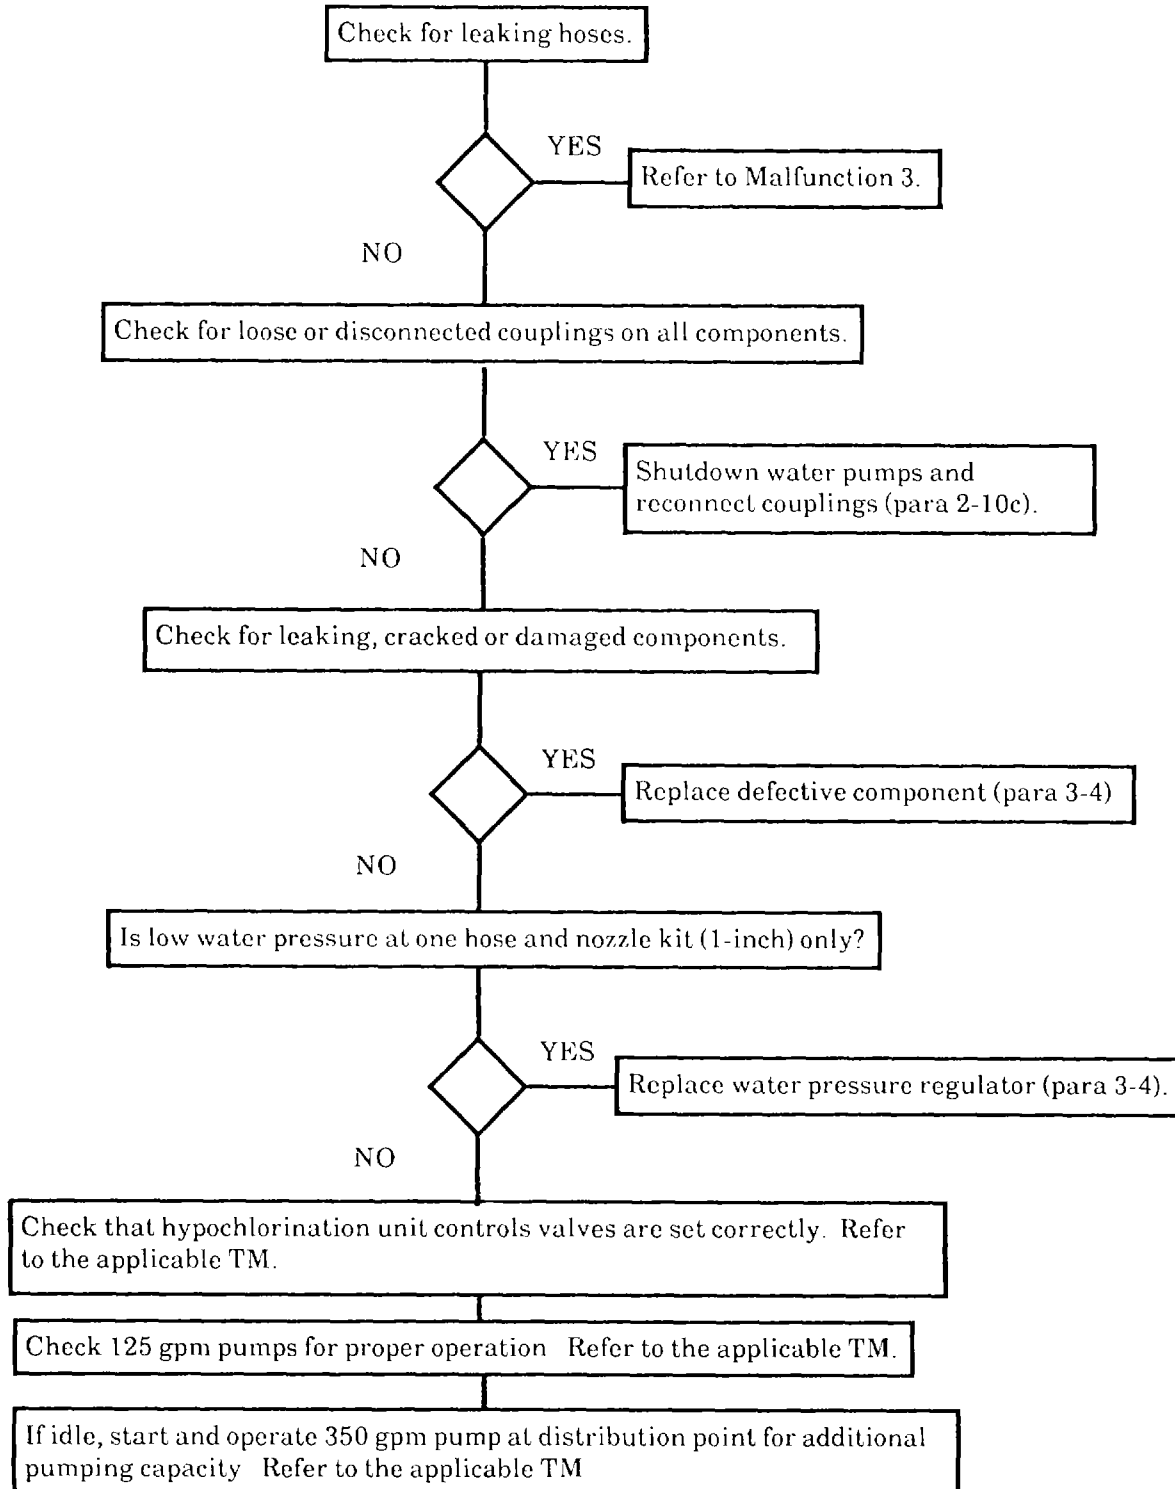 Check for leaking hoses.
YES
Refer to Malfunction 3.
NO
Check for loose or disconnected couplings on all components.
YES
Shutdown water pumps and
reconnect couplings (para 2-10c).
NO
Check for leaking, cracked or damaged components.
YES
Replace defective component (para 3-4)
NO
Is low water pressure at one hose and nozzle kit (1-inch) only?
YES
Replace water pressure regulator (para 3-4).
NO
Check that hypochlorination unit controls valves are set correctly. Refer
to the applicable TM.
Check 125 gpm pumps for proper operation Refer to the applicable TM.
If idle, start and operate 350 gpm pump at distribution point for additional
pumping capacity Refer to the applicable TM